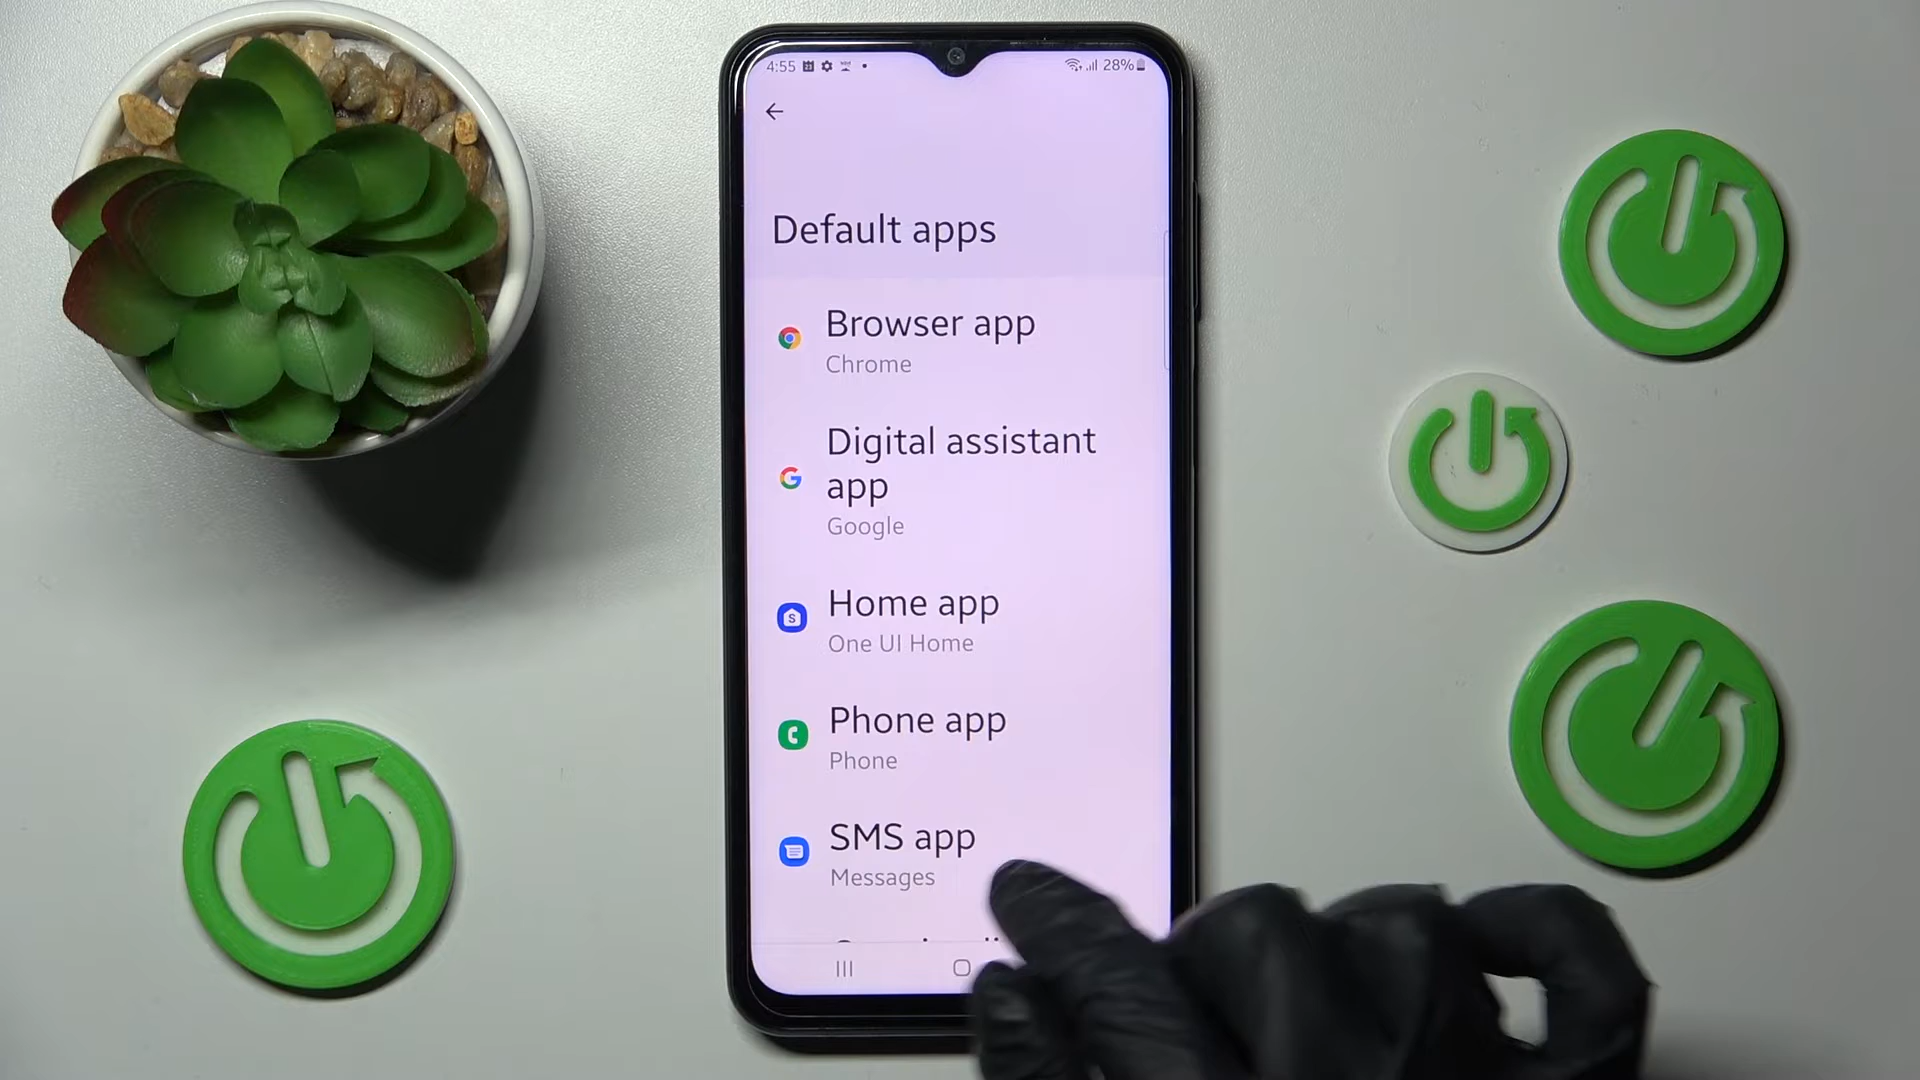 4:55 28%
Default apps
Browser app
Chrome
Digital assistant
app
Google
Home app
One UI Home
Phone app
Phone
SMS app
Messages